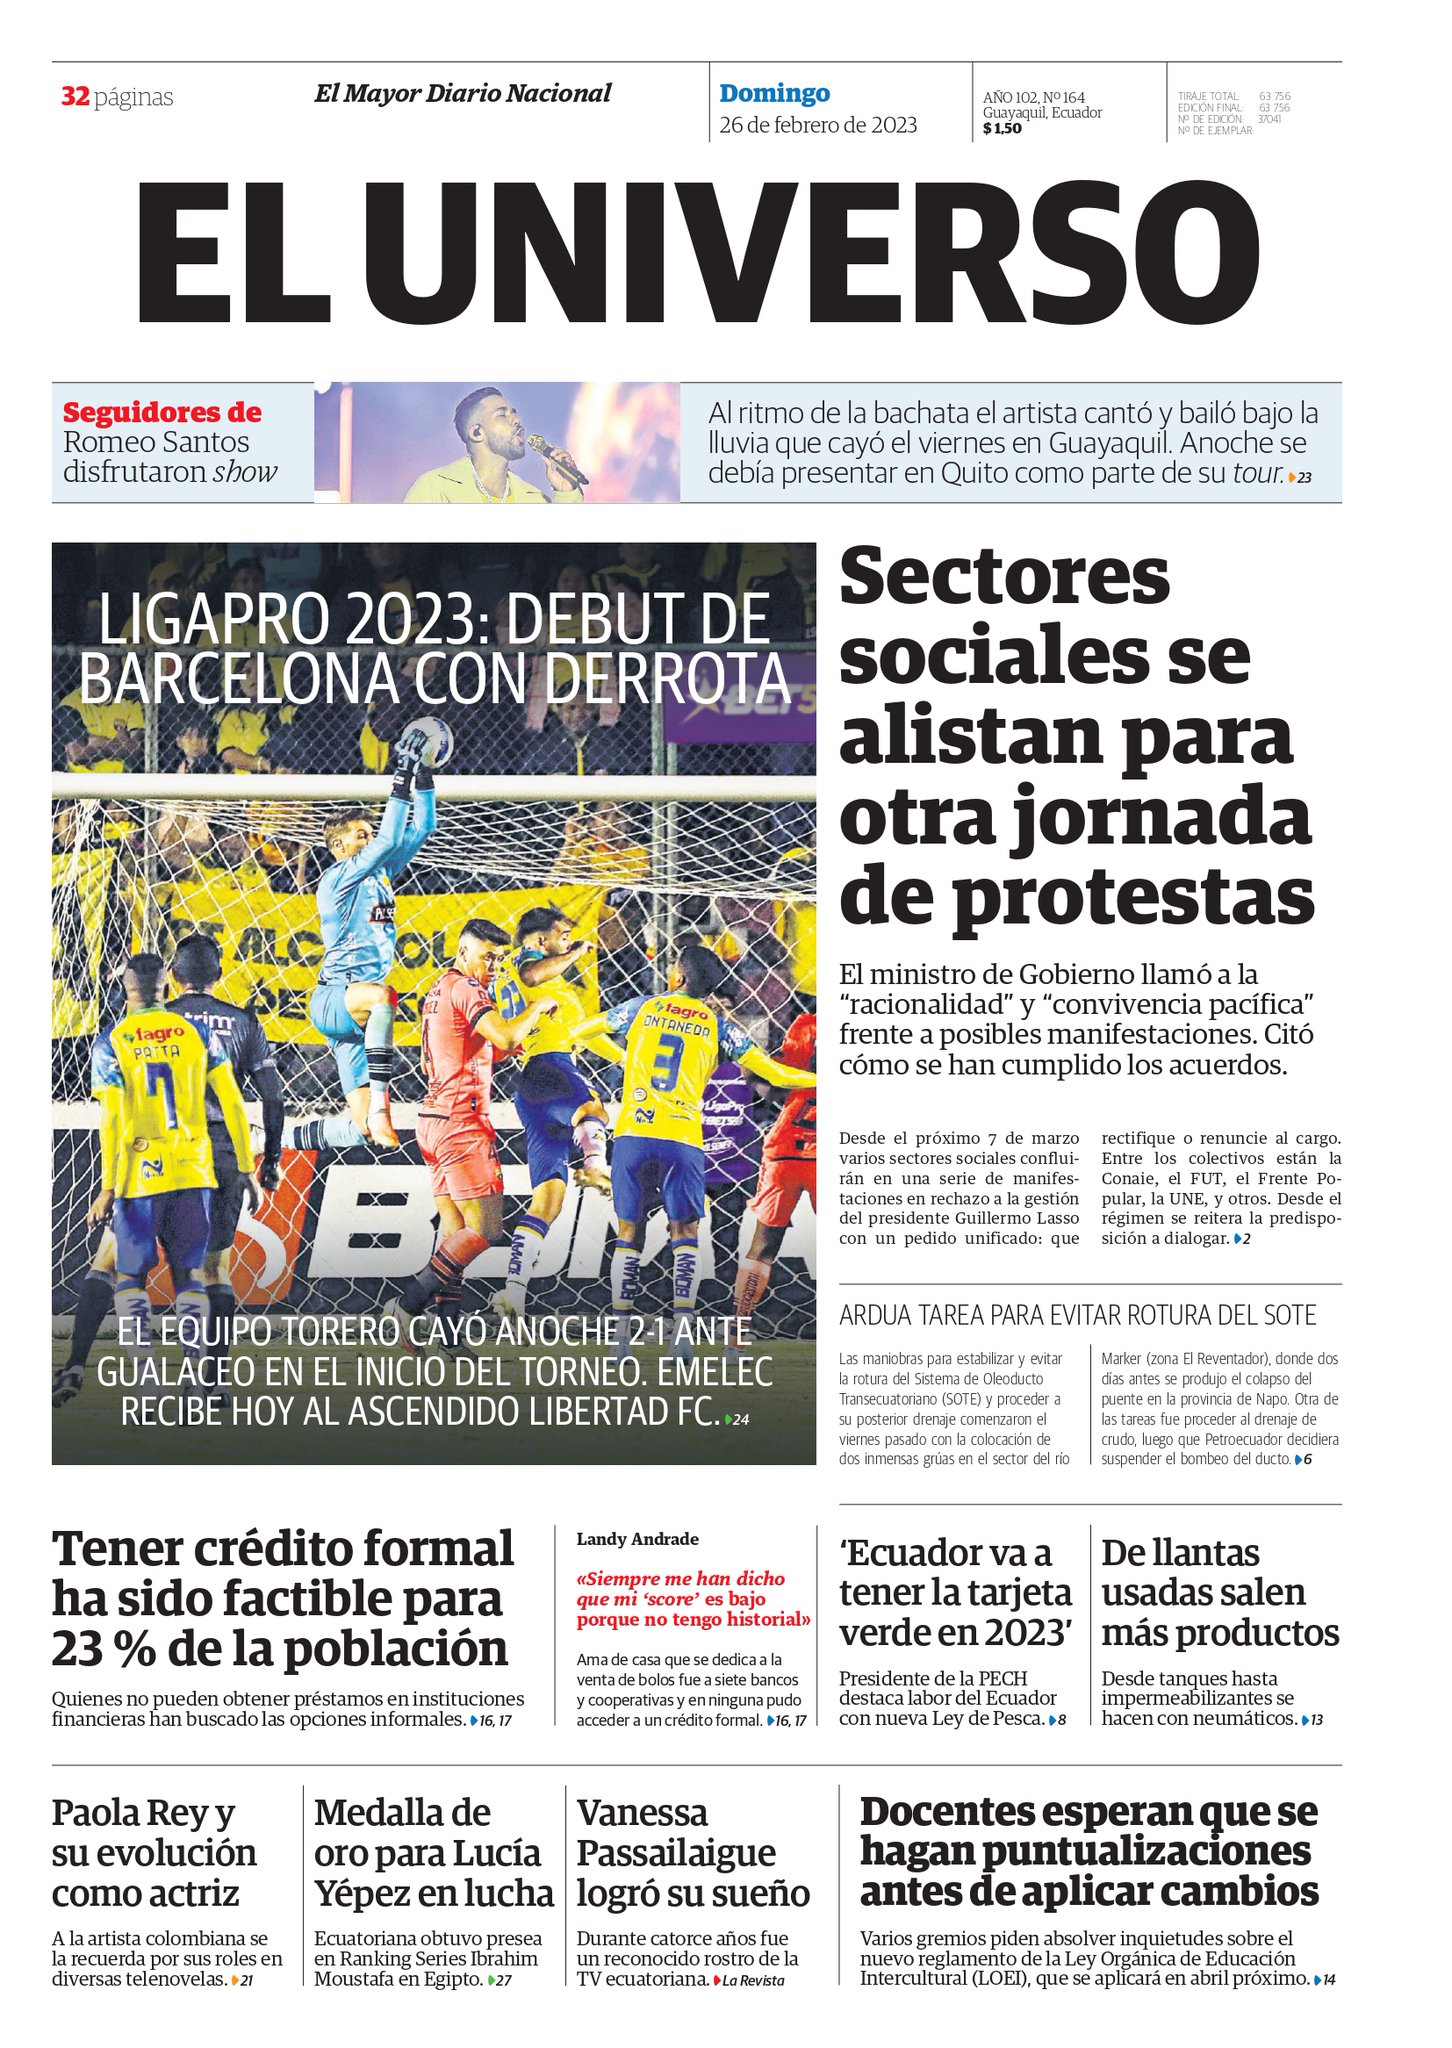 32 páginas
El Mayor Diario Nacional
Domingo
26 de febrero de 2023
AÑO 102, Nº 164
Guayaquil, Ecuador
$ 1,50
TIRAJE TOTAL: 63 756
EDICIÓN FINAL: 63 756
Nº DE EDICIÓN: 37041
Nº DE EJEMPLAR:
EL UNIVERSO
Seguidores de
Romeo Santos
disfrutaron show
Al ritmo de la bachata el artista cantó y bailó bajo la
lluvia que cayó el viernes en Guayaquil. Anoche se
debía presentar en Quito como parte de su tour. 23
LIGAPRO 2023: DEBUT DE
BARCELONA CON DERROTA
BET5
fagro
PATTA
7
trim
fagro
ONTANEDA
3
23
BOMAN
BOMAN
BOMAN
EL EQUIPO TORERO CAYÓ ANOCHE 2-1 ANTE
GUALACEO EN EL INICIO DEL TORNEO. EMELEC
RECIBE HOY AL ASCENDIDO LIBERTAD FC. 24
Sectores
sociales se
alistan para
otra jornada
de protestas
El ministro de Gobierno llamó a la
“racionalidad” y “convivencia pacífica”
frente a posibles manifestaciones. Citó
cómo se han cumplido los acuerdos.
Desde el próximo 7 de marzo
varios sectores sociales conflui-
rán en una serie de manifes-
taciones en rechazo a la gestión
del presidente Guillermo Lasso
con un pedido unificado: que
rectifique o renuncie al cargo.
Entre los colectivos están la
Conaie, el FUT, el Frente Po-
pular, la UNE, y otros. Desde el
régimen se reitera la predispo-
sición a dialogar. 2
ARDUA TAREA PARA EVITAR ROTURA DEL SOTE
Las maniobras para estabilizar y evitar
la rotura del Sistema de Oleoducto
Transecuatoriano (SOTE) y proceder a
su posterior drenaje comenzaron el
viernes pasado con la colocación de
dos inmensas grúas en el sector del río
Marker (zona El Reventador), donde dos
días antes se produjo el colapso del
puente en la provincia de Napo. Otra de
las tareas fue proceder al drenaje de
crudo, luego que Petroecuador decidiera
suspender el bombeo del ducto. 6
Tener crédito formal
ha sido factible para
23 % de la población
Quienes no pueden obtener préstamos en instituciones
financieras han buscado las opciones informales. 16, 17
Landy Andrade
«Siempre me han dicho
que mi ‘score’ es bajo
porque no tengo historial»
Ama de casa que se dedica a la
venta de bolos fue a siete bancos
y cooperativas y en ninguna pudo
acceder a un crédito formal. 16, 17
‘Ecuador va a
tener la tarjeta
verde en 2023’
Presidente de la PECH
destaca labor del Ecuador
con nueva Ley de Pesca. 8
De llantas
usadas salen
más productos
Desde tanques hasta
impermeabilizantes se
hacen con neumáticos. 13
Paola Rey y
su evolución
como actriz
A la artista colombiana se
la recuerda por sus roles en
diversas telenovelas. 21
Medalla de
oro para Lucía
Yépez en lucha
Ecuatoriana obtuvo presea
en Ranking Series Ibrahim
Moustafa en Egipto. 27
Vanessa
Passailaigue
logró su sueño
Durante catorce años fue
un reconocido rostro de la
TV ecuatoriana. La Revista
Docentes esperan que se
hagan puntualizaciones
antes de aplicar cambios
Varios gremios piden absolver inquietudes sobre el
nuevo reglamento de la Ley Orgánica de Educación
Intercultural (LOEI), que se aplicará en abril próximo. 14